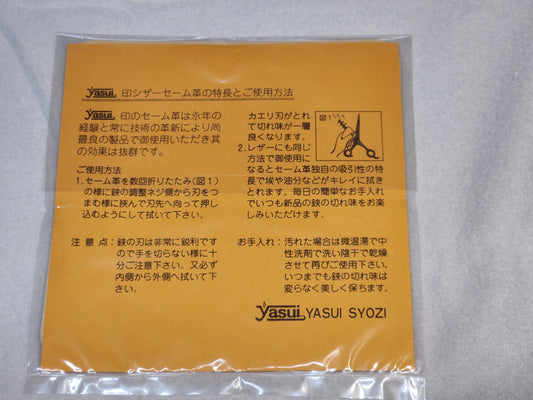 Yasui 印シザーセーム革の特長とご使用方法
Yasui 印のセーム革は永年の
経験と常に技術の革新により尚
最良の製品で御使用いただき其
の効果は抜群です。
ご使用方法
1.セーム革を数回折りたたみ(図1)
の様に鋏の調整ネジ側から刃をつ
まむ様に挟んで刃先へ向って押し
込むようにして拭いて下さい。
カエリ刃がとれ
て切れ味が一層
良くなります。
図1
2.レザーにも同じ
方法で御使用に
なるとセーム革独自の吸引性の特
長で埃や油分などがキレイに拭き
とれます。毎日の簡単なお手入れ
でいつも新品の鋏の切れ味をお楽
しみいただけます。
注意点:鋏の刃は非常に鋭利です
ので手を切らない様に十
分ご注意下さい。又必ず
内側から外側へ拭いて下
さい。
お手入れ:汚れた場合は微温湯で中
性洗剤で洗い陰干で乾燥
させて再びご使用下さい。
いつまでも鋏の切れ味は
変らなく美しく保ちます。
Yasui YASUI SYOZI